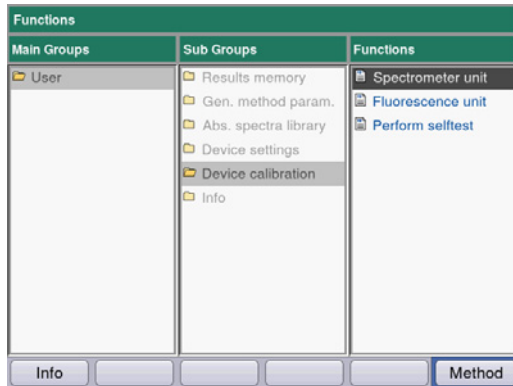 Functions
Main Groups
Sub Groups
Functions
User
Results memory
Gen. method param.
Abs. spectra library
Device settings
Device calibration
Info
Spectrometer unit
Fluorescence unit
Perform selftest
Info
Method